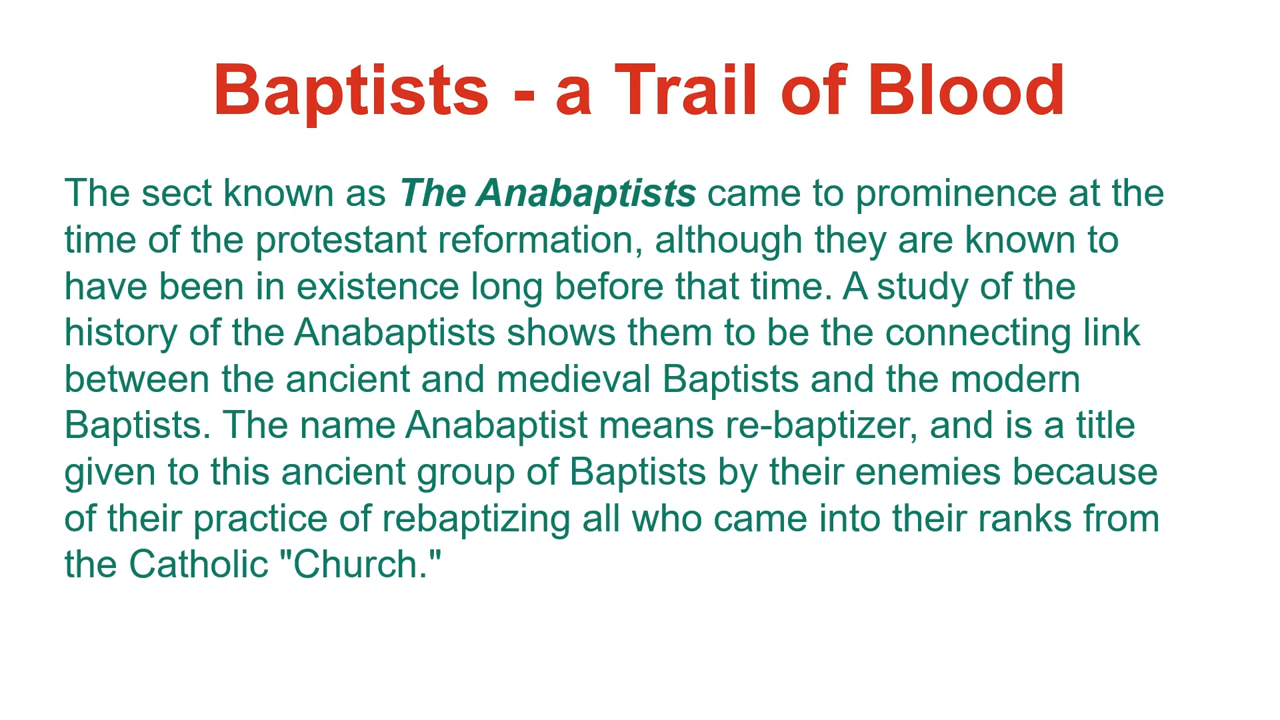 Baptists - a Trail of Blood
The sect known as The Anabaptists came to prominence at the
time of the protestant reformation, although they are known to
have been in existence long before that time. A study of the
history of the Anabaptists shows them to be the connecting link
between the ancient and medieval Baptists and the modern
Baptists. The name Anabaptist means re-baptizer, and is a title
given to this ancient group of Baptists by their enemies because
of their practice of rebaptizing all who came into their ranks from
the Catholic "Church."